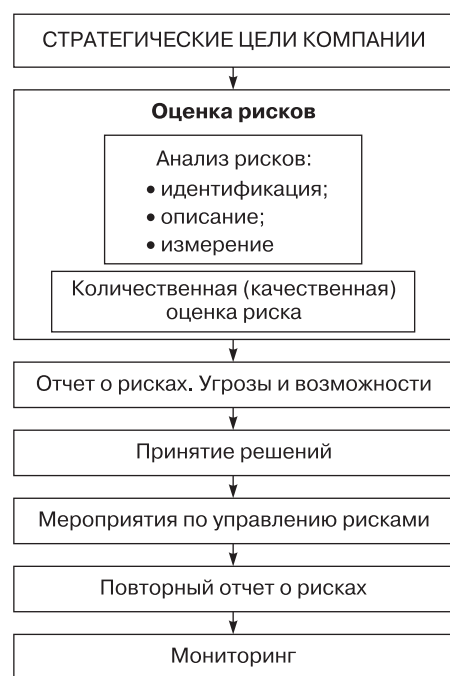 СТРАТЕГИЧЕСКИЕ ЦЕЛИ КОМПАНИИ
Оценка рисков
Анализ рисков:
• идентификация;
• описание;
• измерение
Количественная (качественная)
оценка риска
Отчет о рисках. Угрозы и возможности
Принятие решений
Мероприятия по управлению рисками
Повторный отчет о рисках
Мониторинг